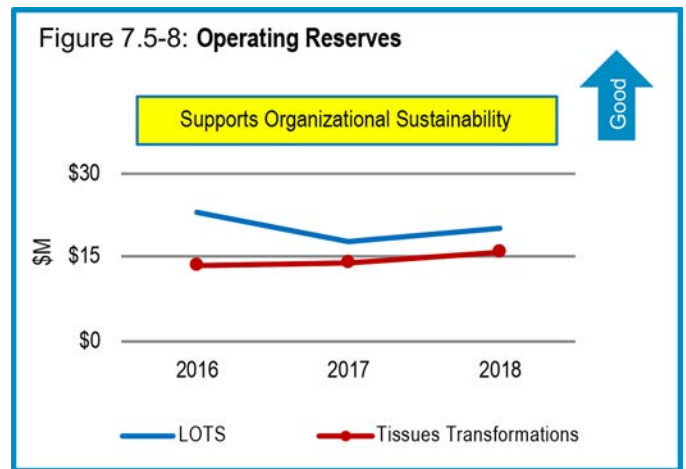 Figure 7.5-8: Operating Reserves
Good
Supports Organizational Sustainability
$30
$M
$15
$0
2016 2017 2018
LOTS Tissues Transformations